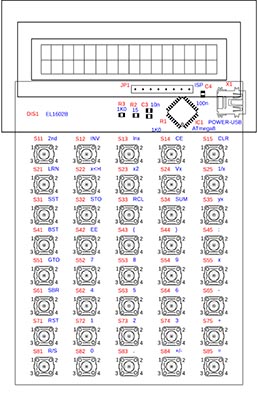 JP1 ISP X1
C4
R3 R2 C3 10n 100n
1K0 15
DIS1 EL1602B R1 C1 POWER-USB
1K0 ATmega8
S11 2nd S12 INV S13 lnx S14 CE S15 CLR
S21 LRN S22 x<>t S23 x2 S24 Vx S25 1/x
S31 SST S32 STO S33 RCL S34 SUM S35 yx
S41 BST S42 EE S43 ( S44 ) S45 :
S51 GTO S52 7 S53 8 S54 9 S55 x
S61 SBR S62 4 S63 5 S64 6 S65 -
S71 RST S72 1 S73 2 S74 3 S75 +
S81 R/S S82 0 S83 . S84 +/- S85 =